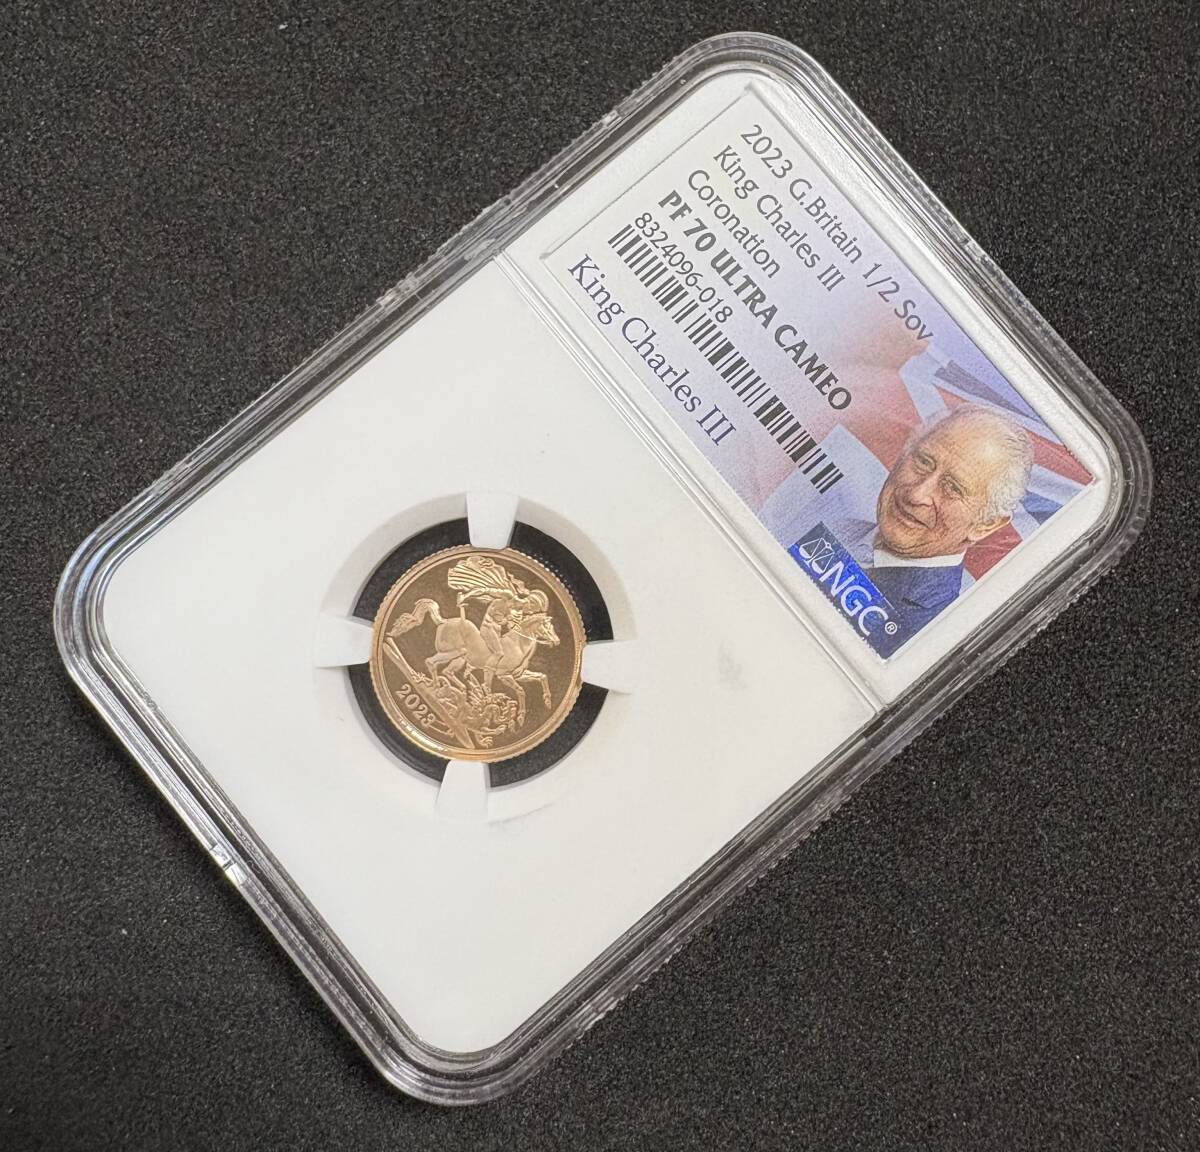 2023 G.Britain 1/2 Sov
King Charles III
Coronation
PF 70 ULTRA CAMEO
8324096-018
King Charles III
NGC®
2023